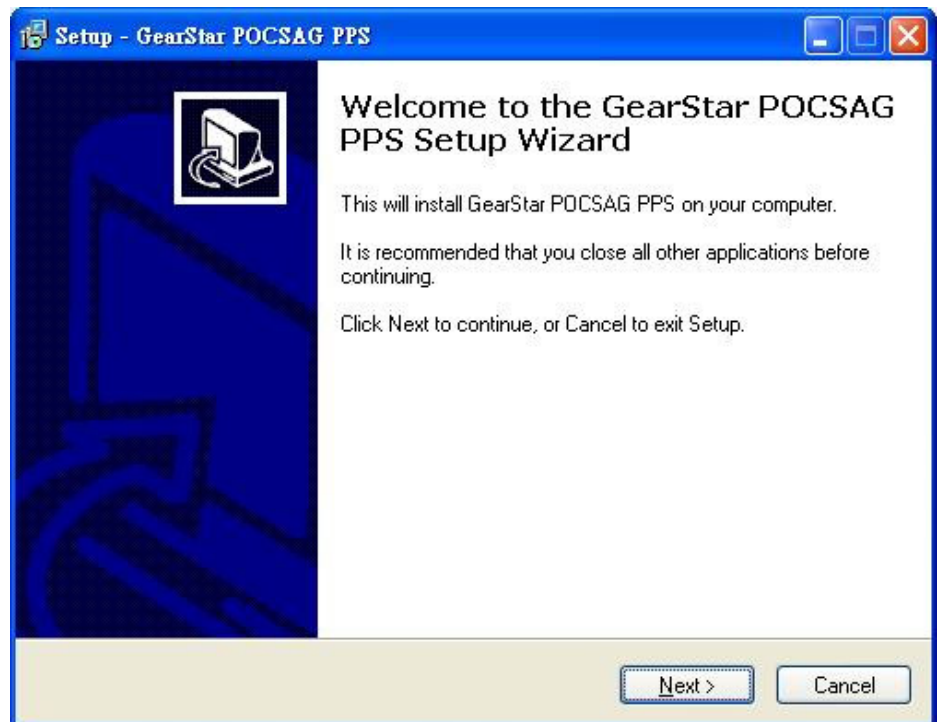 Setup - GearStar POCSAG PPS
Welcome to the GearStar POCSAG
PPS Setup Wizard
This will install GearStar POCSAG PPS on your computer.
It is recommended that you close all other applications before
continuing.
Click Next to continue, or Cancel to exit Setup.
Next >
Cancel